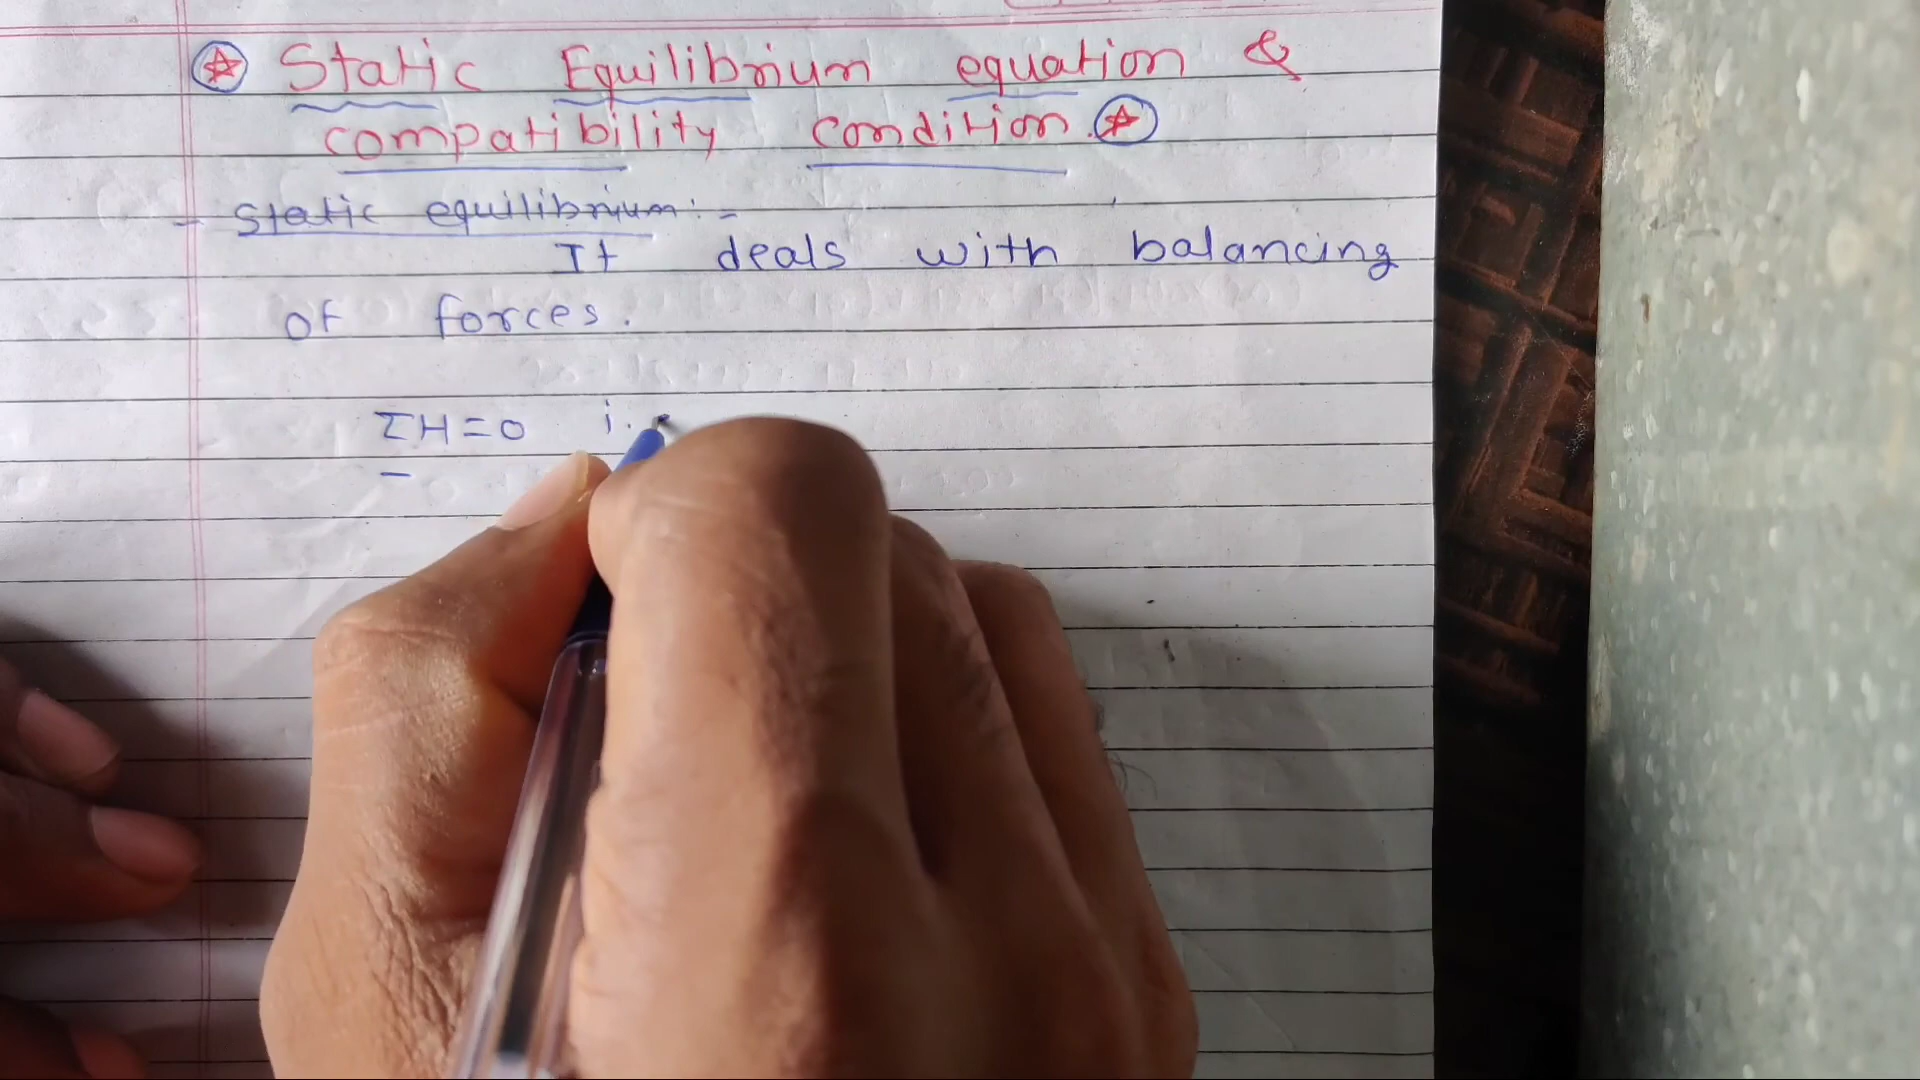 Static Equilibrium equation &
compatibility condition.
- Static equilibrium:-
It deals with balancing
of forces.
ΣH=0 i.e